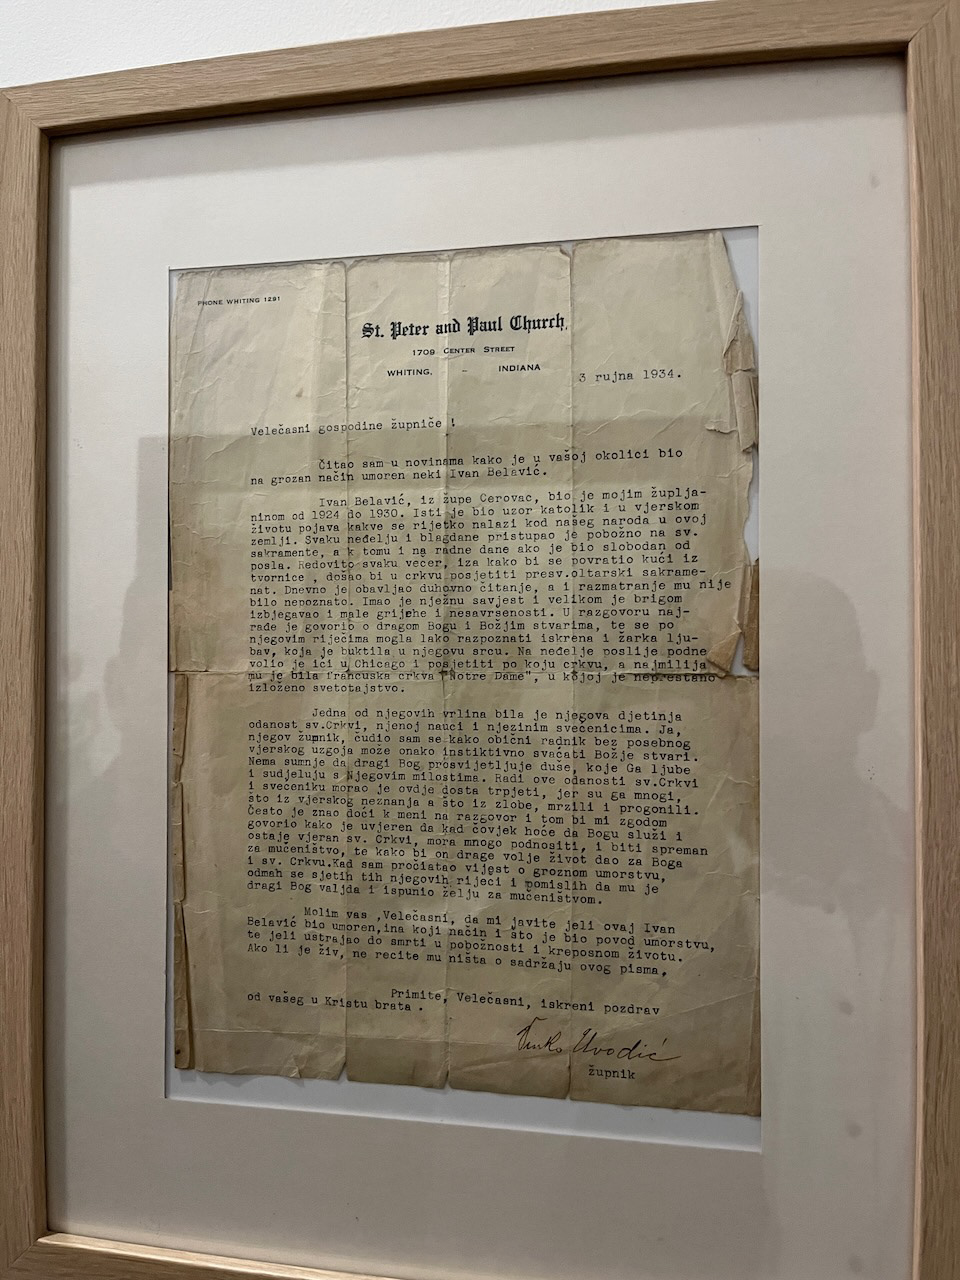 PHONE WHITING 1291
St. Peter and Paul Church,
1709 CENTER STREET
WHITING, - INDIANA
3 rujna 1934.
Velečasni gospodine župniče !
Čitao sam u novinama kako je u vašoj okolici bio
na grozan način umoren neki Ivan Belavić.
Ivan Belavić, iz župe Cerovac, bio je mojim župlja-
ninom od 1924 do 1930. Isti je bio uzor katolik i u vjerskom
životu pojava kakve se rijetko nalazi kod našeg naroda u ovoj
zemlji. Svaku neđelju i blagdane pristupao je pobožno na sv.
sakramente, a k tomu i na radne dane ako je bio slobodan od
posla. Redovito svaku večer, iza kako bi se povratio kući iz
tvornice , došao bi u crkvu posjetiti presv.oltarski sakrame-
nat. Dnevno je obavljao duhovno čitanje, a i razmatranje mu nije
bilo nepoznato. Imao je nježnu savjest i velikom je brigom
izbjegavao i male grijehe i nesavršenosti. U razgovoru naj-
rađe je govorio o dragom Bogu i Božjim stvarima, te se po
njegovim riječima mogla lako razpoznati iskrena i žarka lju-
bav, koja je buktila u njegovu srcu. Na neđelje poslije podne
volio je ići u Chicago i posjetiti po koju crkvu, a najmilija
mu je bila francuska crkva "Notre Dame", u kojoj je neprestano
izloženo svetotajstvo.
Jedna od njegovih vrlina bila je njegova djetinja
odanost sv.Crkvi, njenoj nauci i njezinim svećenicima. Ja,
njegov župnik, čudio sam se kako obični radnik bez posebnog
vjerskog uzgoja može onako instiktivno svaćati Božje stvari.
Nema sumnje da dragi Bog prosvijetljuje duše, koje Ga ljube
i sudjeluju s Njegovim milostima. Radi ove odanosti sv.Crkvi
i svećeniku morao je ovdje dosta trpjeti, jer su ga mnogi,
što iz vjerskog neznanja a što iz zlobe, mrzili i progonili.
Često je znao doći k meni na razgovor i tom bi mi zgodom
govorio kako je uvjeren da kad čovjek hoće da Bogu služi i
ostaje vjeran sv. Crkvi, mora mnogo podnositi, i biti spreman
za mučeništvo, te kako bi on drage volje život dao za Boga
i sv. Crkvu.Kad sam pročiatao vijest o groznom umorstvu,
odmah se sjetih tih njegovih riječi i pomislih da mu je
dragi Bog valjda i ispunio želju za mučeništvom.
Molim vas ,Velečasni, da mi javite jeli ovaj Ivan
Belavić bio umoren,ina koji način i što je bio povod umorstvu,
te jeli ustrajao do smrti u pobožnosti i kreposnom životu.
Ako li je živ, ne recite mu ništa o sadržaju ovog pisma,
Primite, Velečasni, iskreni pozdrav
od vašeg u Kristu brata .
Uvodić
župnik